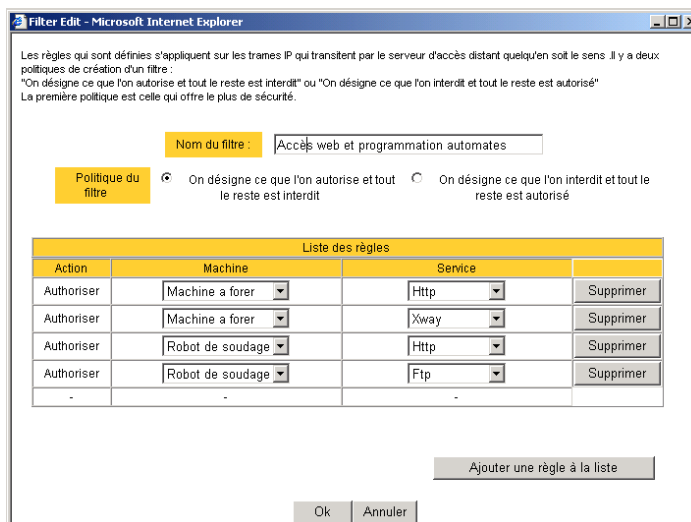 Filter Edit - Microsoft Internet Explorer
Les règles qui sont définies s'appliquent sur les trames IP qui transitent par le serveur d'accès distant quelqu'en soit le sens .Il y a deux
politiques de création d'un filtre :
"On désigne ce que l'on autorise et tout le reste est interdit" ou "On désigne ce que l'on interdit et tout le reste est autorisé"
La première politique est celle qui offre le plus de sécurité.
Nom du filtre : Accès web et programmation automates
Politique du filtre
On désigne ce que l'on autorise et tout le reste est interdit
On désigne ce que l'on interdit et tout le reste est autorisé
Liste des règles
Action Machine Service
Authoriser Machine a forer Http Supprimer
Authoriser Machine a forer Xway Supprimer
Authoriser Robot de soudage Http Supprimer
Authoriser Robot de soudage Ftp Supprimer
- - -
Ajouter une règle à la liste
Ok Annuler